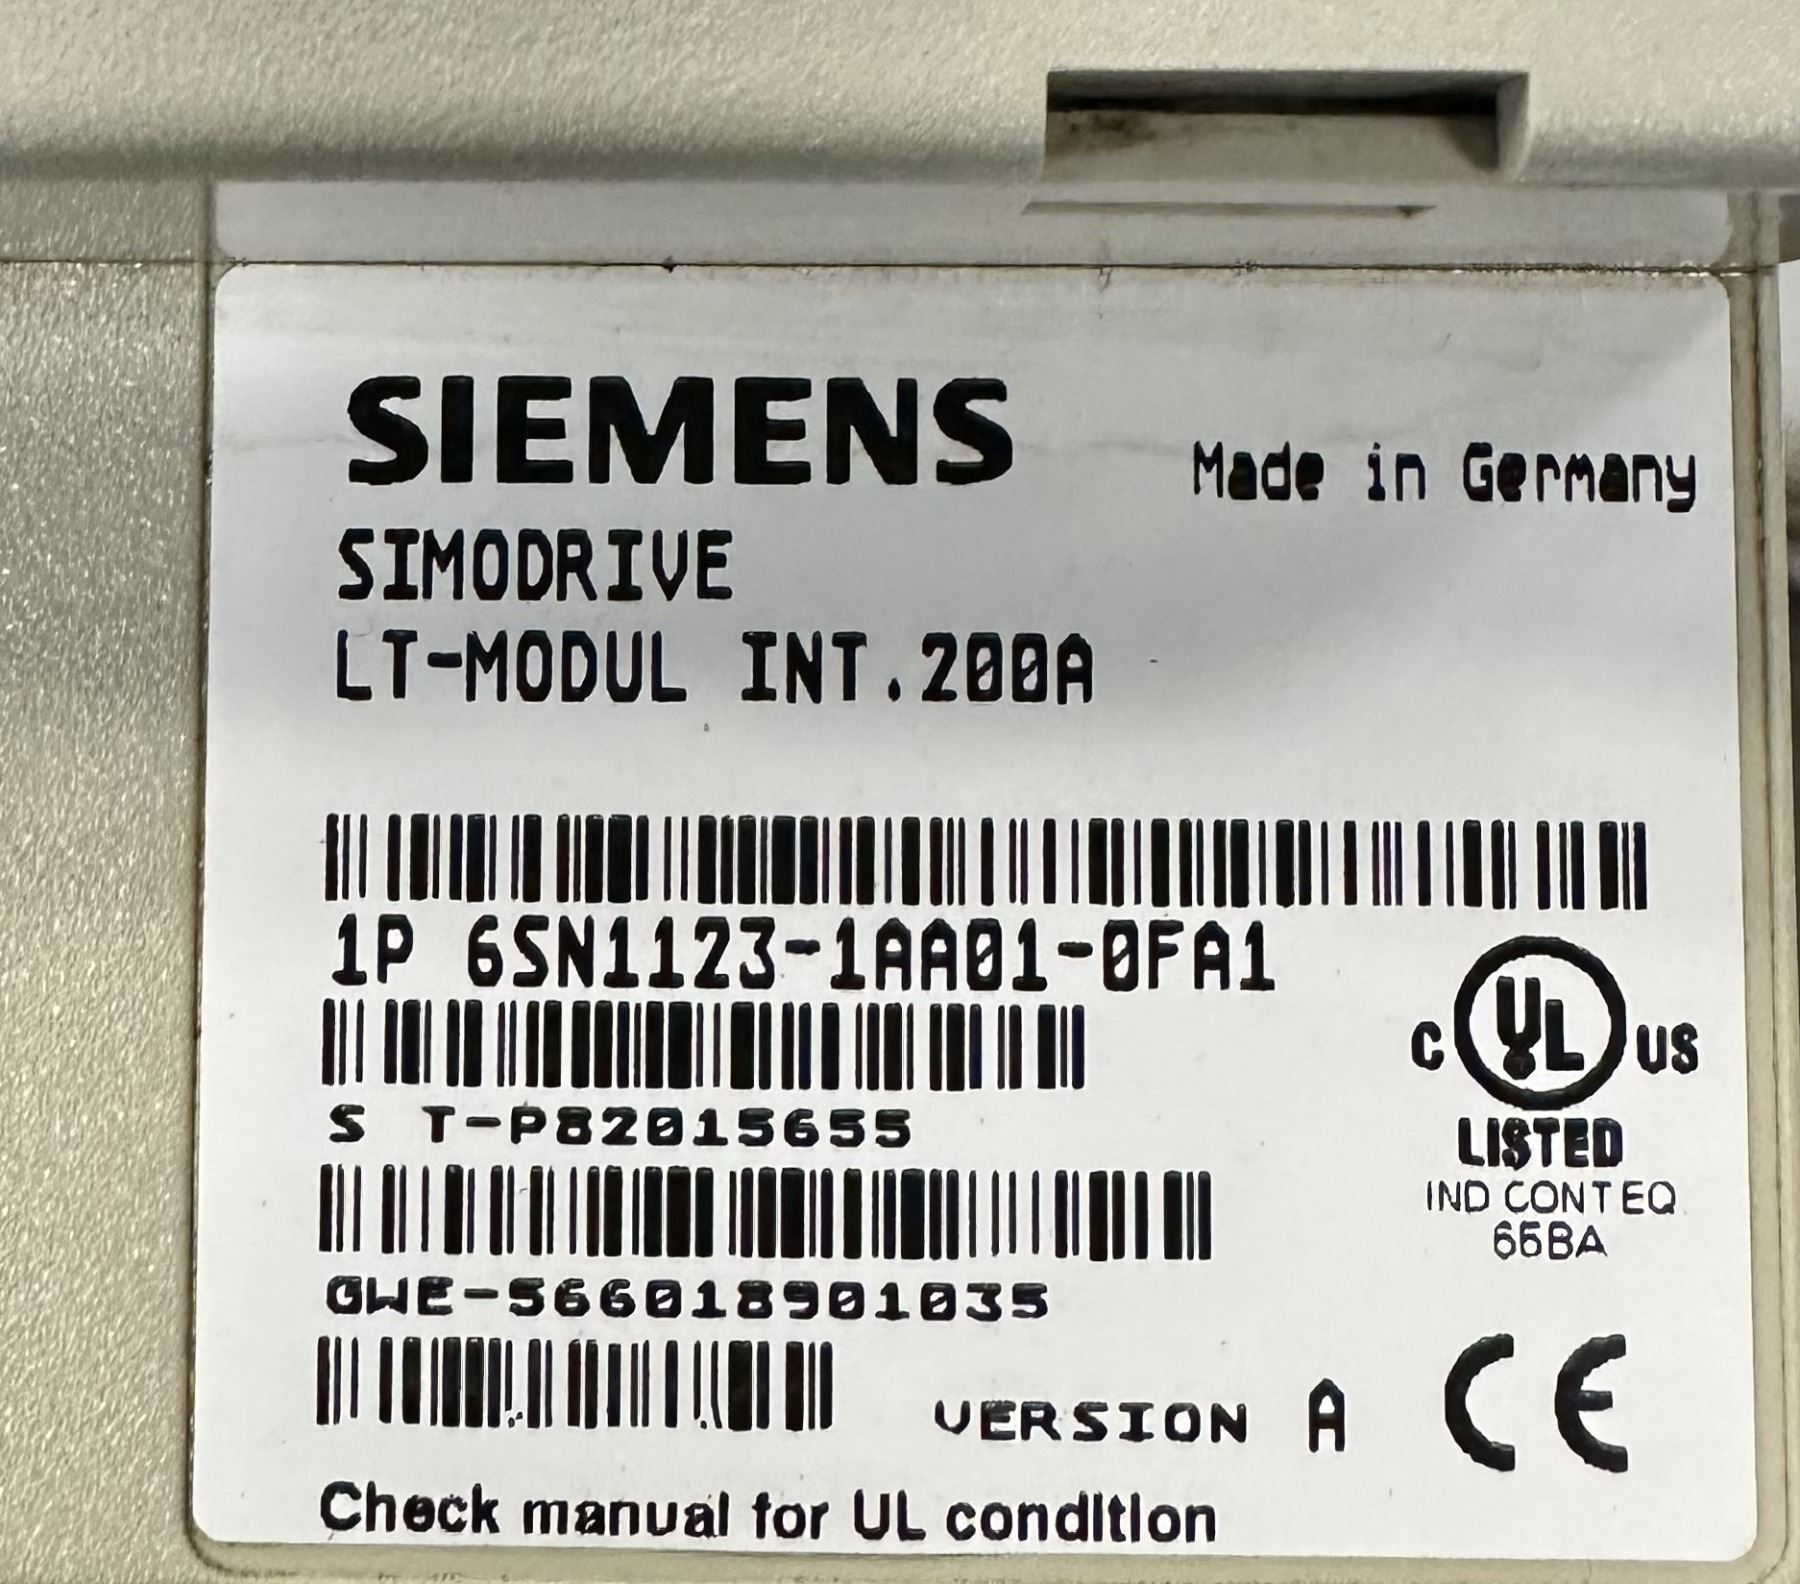 SIEMENS
Made in Germany
SIMODRIVE
LT-MODUL INT.200A
1P 6SN1123-1AA01-0FA1
S T-P82015655
C UL US
LISTED
IND CONT EQ
66BA
GWE-566018901035
VERSION A CE
Check manual for UL condition